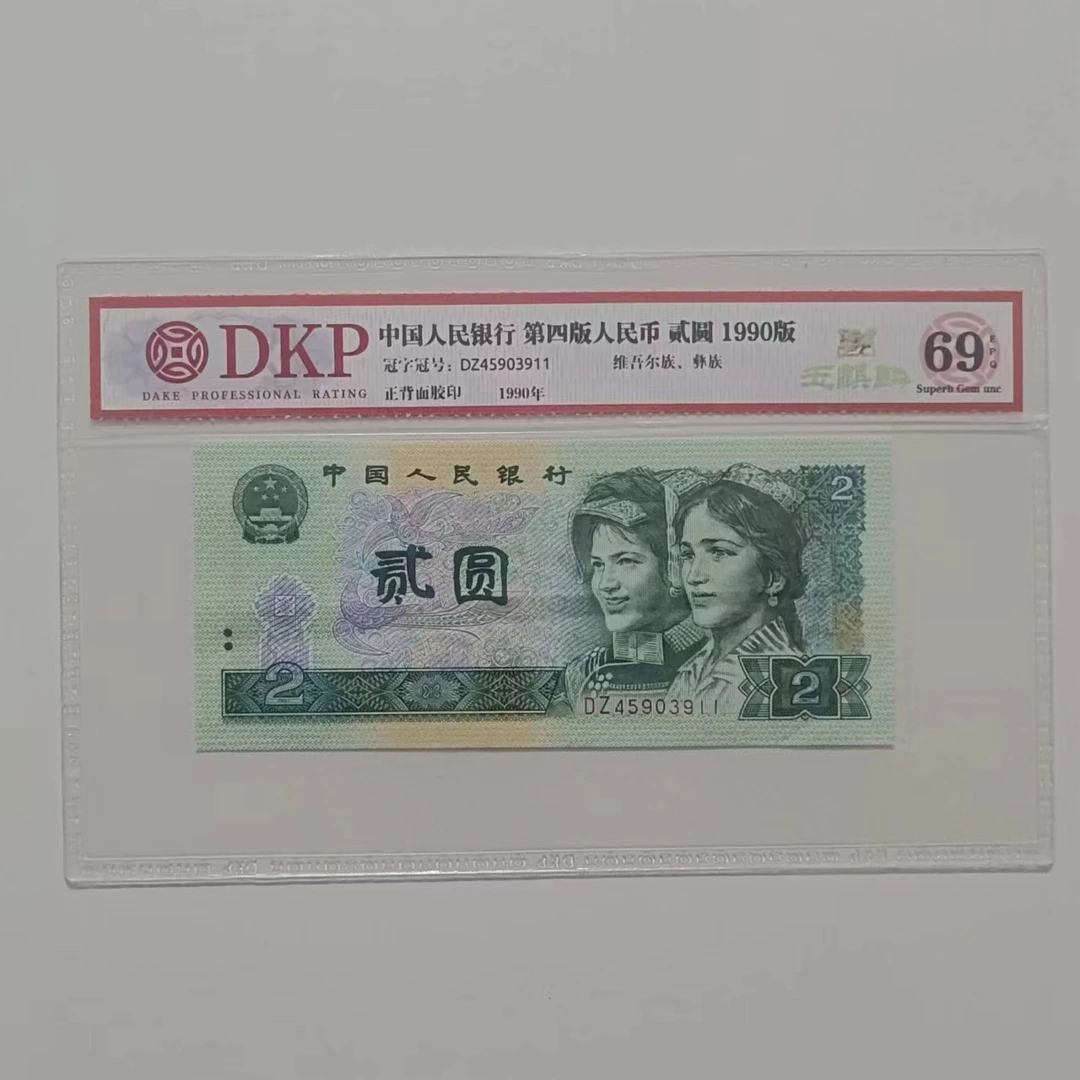 DKP
DAKE PROFESSIONAL RATING
中国人民银行 第四版人民币 贰圆 1990版
冠字冠号：DZ45903911 维吾尔族、彝族
正背面胶印 1990年
玉麒麟
69
EPQ
Superb Gem unc
中国人民银行
2
贰圆
2
2
DZ45903911